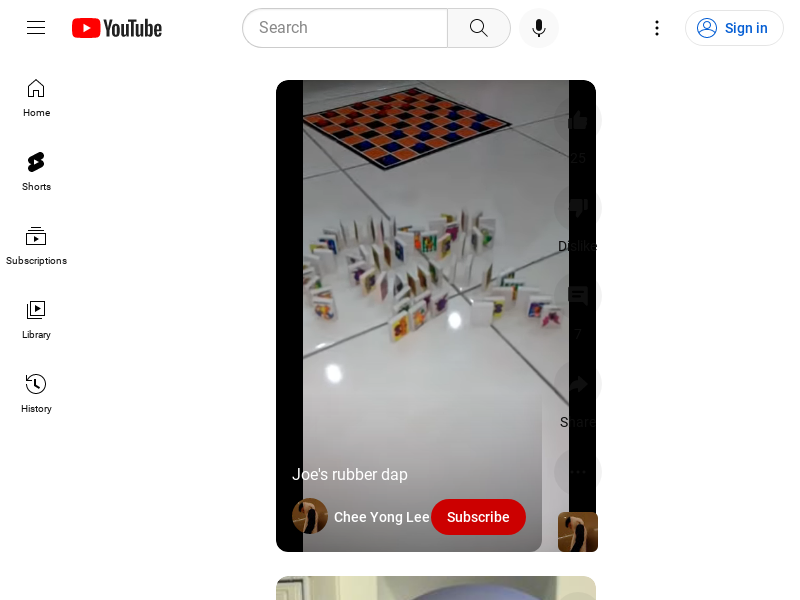 YouTube
Search
Sign in
Home
Shorts
Subscriptions
Library
History
25
Dislike
7
Share
Joe's rubber dap
Chee Yong Lee
Subscribe